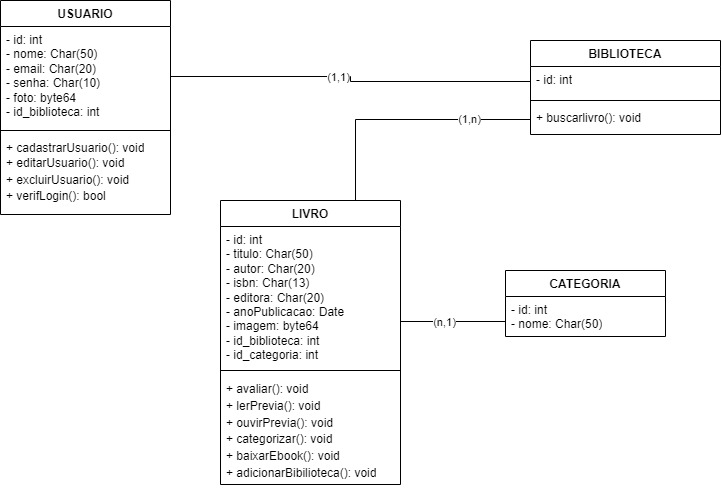 USUARIO
- id: int
- nome: Char(50)
- email: Char(20)
- senha: Char(10)
- foto: byte64
- id_biblioteca: int
+ cadastrarUsuario(): void
+ editarUsuario(): void
+ excluirUsuario(): void
+ verifLogin(): bool
(1,1)
BIBLIOTECA
- id: int
+ buscarlivro(): void
(1,n)
LIVRO
- id: int
- titulo: Char(50)
- autor: Char(20)
- isbn: Char(13)
- editora: Char(20)
- anoPublicacao: Date
- imagem: byte64
- id_biblioteca: int
- id_categoria: int
+ avaliar(): void
+ lerPrevia(): void
+ ouvirPrevia(): void
+ categorizar(): void
+ baixarEbook(): void
+ adicionarBibilioteca(): void
(n,1)
CATEGORIA
- id: int
- nome: Char(50)